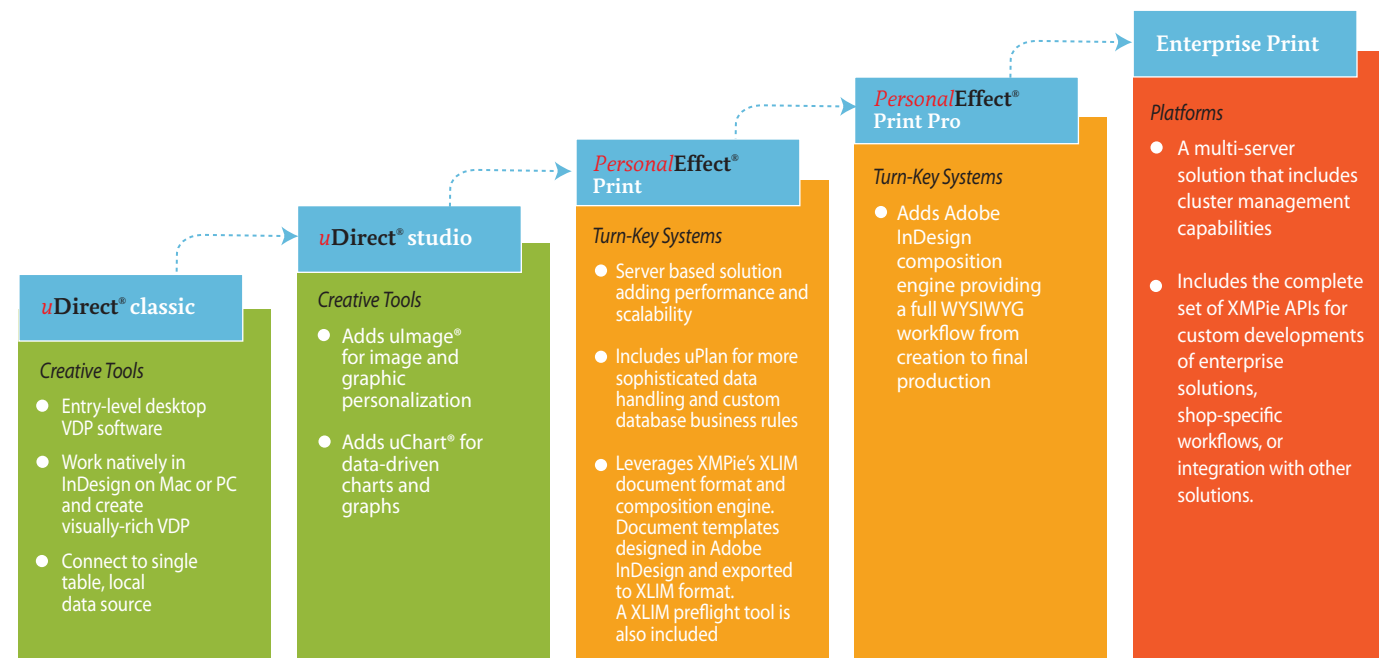 uDirect® classic
Creative Tools
Entry-level desktop
VDP software
Work natively in
InDesign on Mac or PC
and create
visually-rich VDP
Connect to single
table, local
data source
uDirect® studio
Creative Tools
Adds uImage®
for image and
graphic
personalization
Adds uChart® for
data-driven
charts and
graphs
PersonalEffect®
Print
Turn-Key Systems
Server based solution
adding performance and
scalability
Includes uPlan for more
sophisticated data
handling and custom
database business rules
Leverages XMPie's XLIM
document format and
composition engine.
Document templates
designed in Adobe
InDesign and exported
to XLIM format.
A XLIM preflight tool is
also included
PersonalEffect®
Print Pro
Turn-Key Systems
Adds Adobe
InDesign
composition
engine providing
a full WYSIWYG
workflow from
creation to final
production
Enterprise Print
Platforms
A multi-server
solution that includes
cluster management
capabilities
Includes the complete
set of XMPie APIs for
custom developments
of enterprise
solutions,
shop-specific
workflows, or
integration with other
solutions.